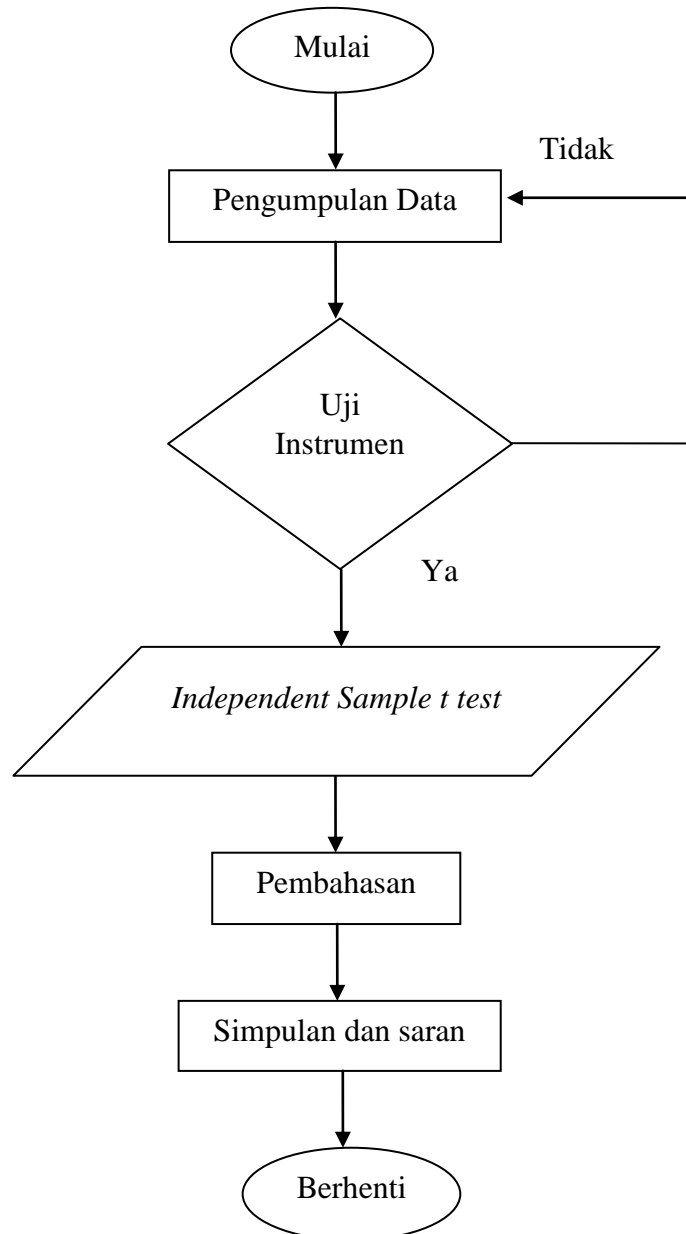 Mulai
Tidak
Pengumpulan Data
Uji
Instrumen
Ya
Independent Sample t test
Pembahasan
Simpulan dan saran
Berhenti